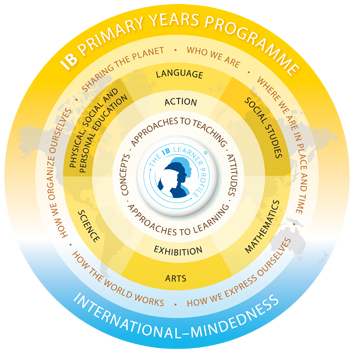 IB PRIMARY YEARS PROGRAMME
SHARING THE PLANET • WHO WE ARE • WHERE WE ARE IN PLACE AND TIME •
HOW WE EXPRESS OURSELVES • HOW THE WORLD WORKS • HOW WE ORGANIZE OURSELVES •
LANGUAGE
SOCIAL STUDIES
MATHEMATICS
ARTS
SCIENCE
PHYSICAL, SOCIAL AND
PERSONAL EDUCATION
ACTION
EXHIBITION
APPROACHES TO TEACHING •
ATTITUDES •
APPROACHES TO LEARNING •
CONCEPTS •
THE IB LEARNER PROFILE
®
INTERNATIONAL–MINDEDNESS